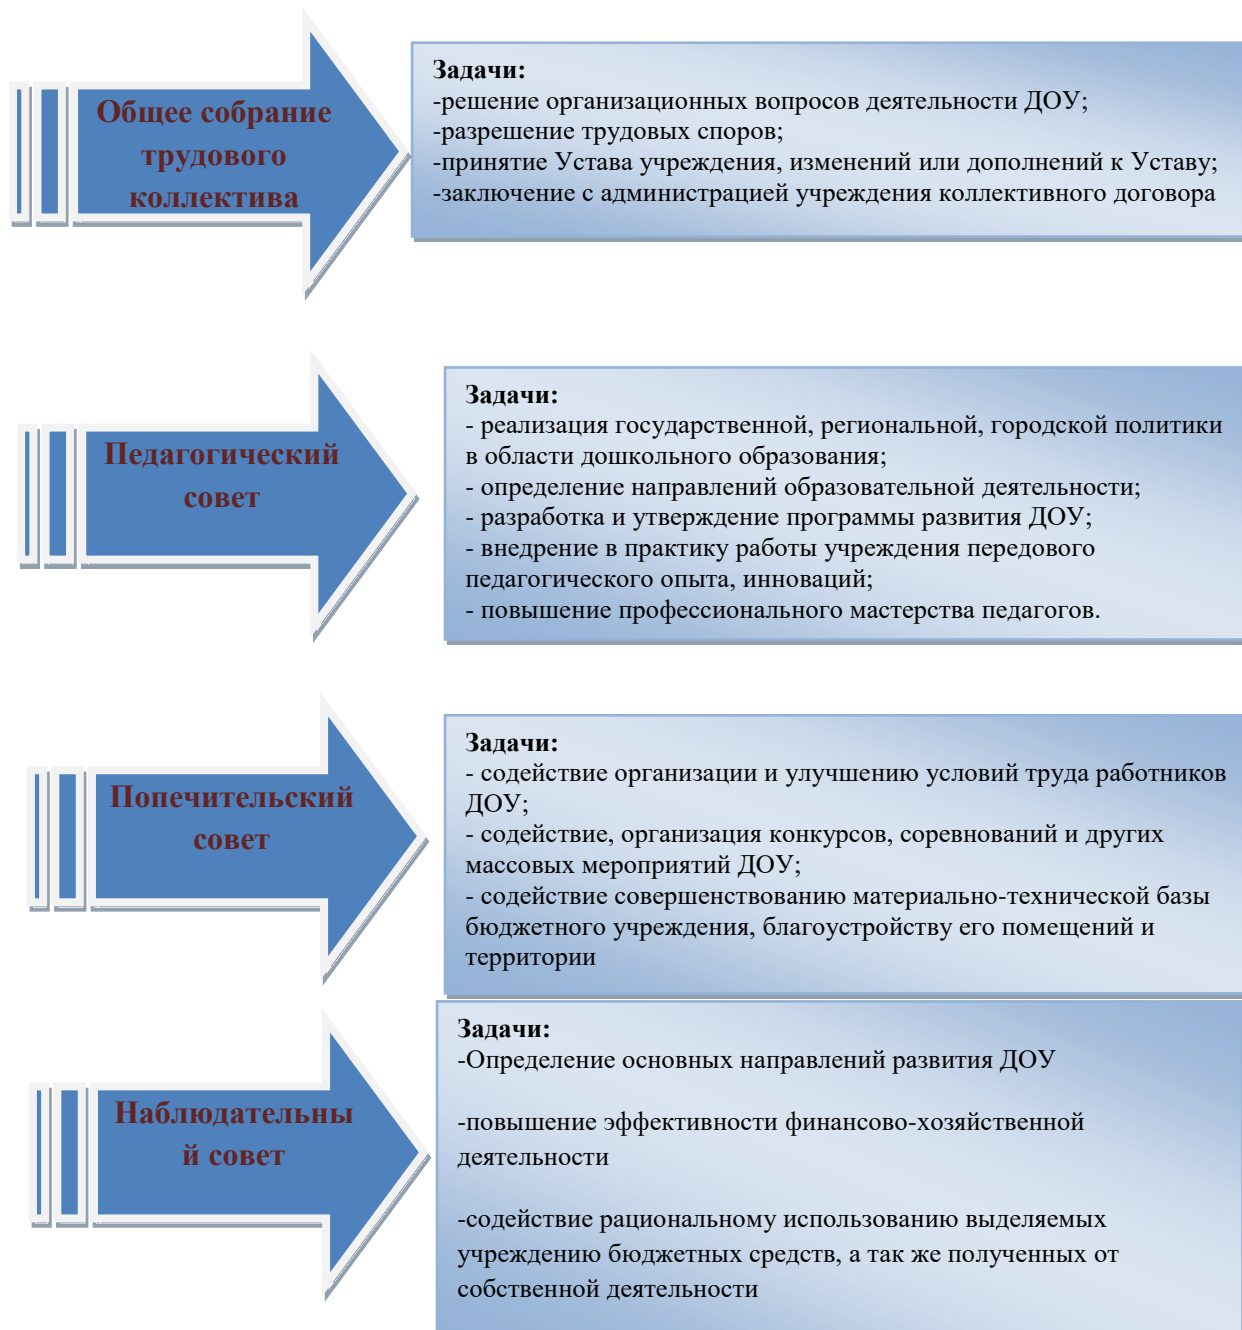 Общее собрание
трудового
коллектива
Задачи:
-решение организационных вопросов деятельности ДОУ;
-разрешение трудовых споров;
-принятие Устава учреждения, изменений или дополнений к Уставу;
-заключение с администрацией учреждения коллективного договора
Педагогический
совет
Задачи:
- реализация государственной, региональной, городской политики
в области дошкольного образования;
- определение направлений образовательной деятельности;
- разработка и утверждение программы развития ДОУ;
- внедрение в практику работы учреждения передового
педагогического опыта, инноваций;
- повышение профессионального мастерства педагогов.
Попечительский
совет
Задачи:
- содействие организации и улучшению условий труда работников
ДОУ;
- содействие, организация конкурсов, соревнований и других
массовых мероприятий ДОУ;
- содействие совершенствованию материально-технической базы
бюджетного учреждения, благоустройству его помещений и
территории
Наблюдательны
й совет
Задачи:
-Определение основных направлений развития ДОУ
-повышение эффективности финансово-хозяйственной
деятельности
-содействие рациональному использованию выделяемых
учреждению бюджетных средств, а так же полученных от
собственной деятельности